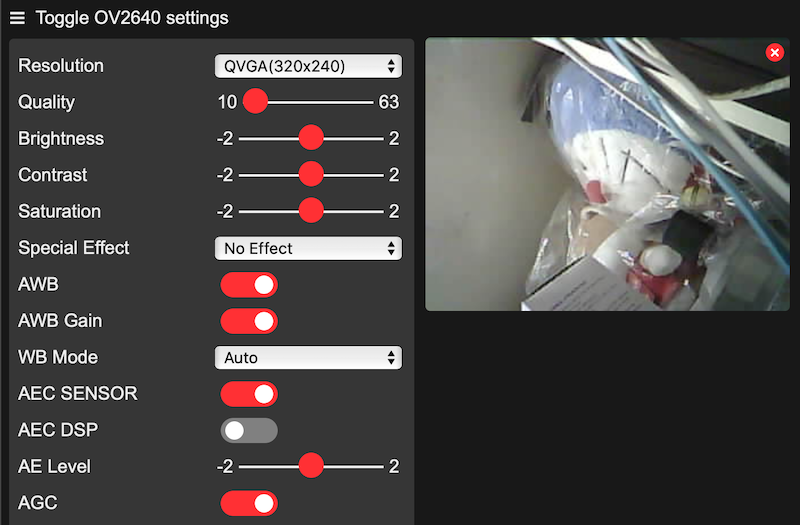 Toggle OV2640 settings
Resolution QVGA(320x240)
Quality 10 63
Brightness -2 2
Contrast -2 2
Saturation -2 2
Special Effect No Effect
AWB
AWB Gain
WB Mode Auto
AEC SENSOR
AEC DSP
AE Level -2 2
AGC